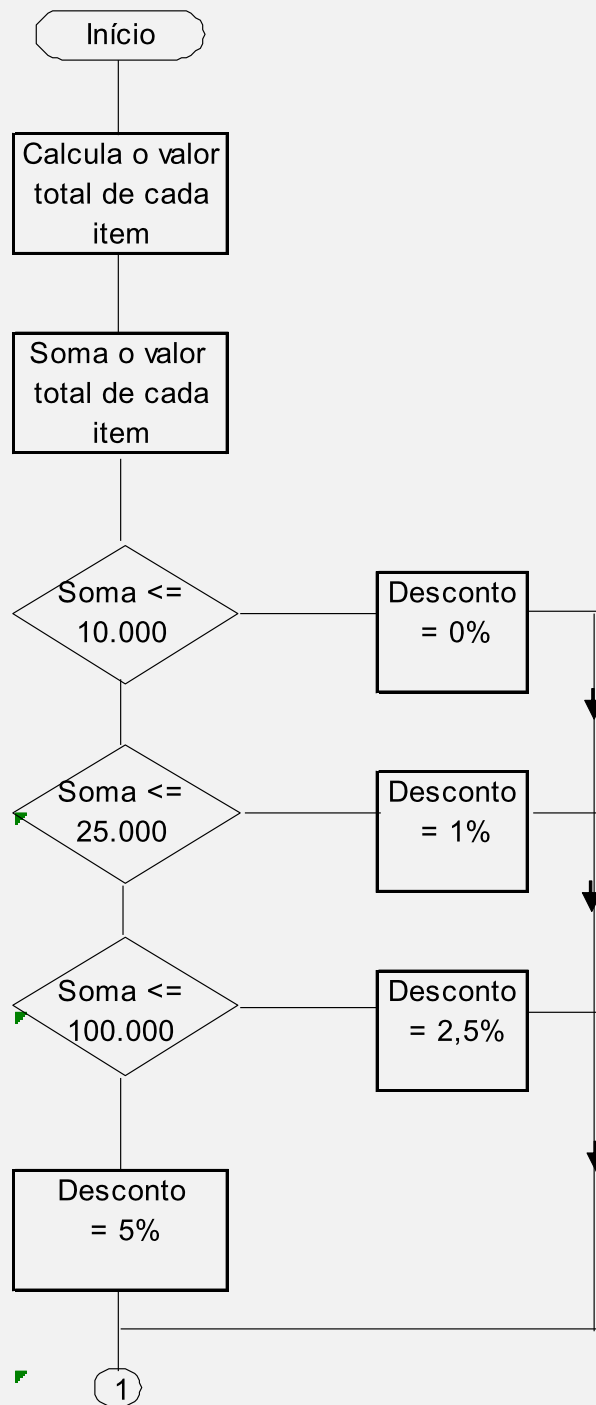 Início
Calcula o valor
total de cada
item
Soma o valor
total de cada
item
Soma <=
10.000
Desconto
= 0%
Soma <=
25.000
Desconto
= 1%
Soma <=
100.000
Desconto
= 2,5%
Desconto
= 5%
1